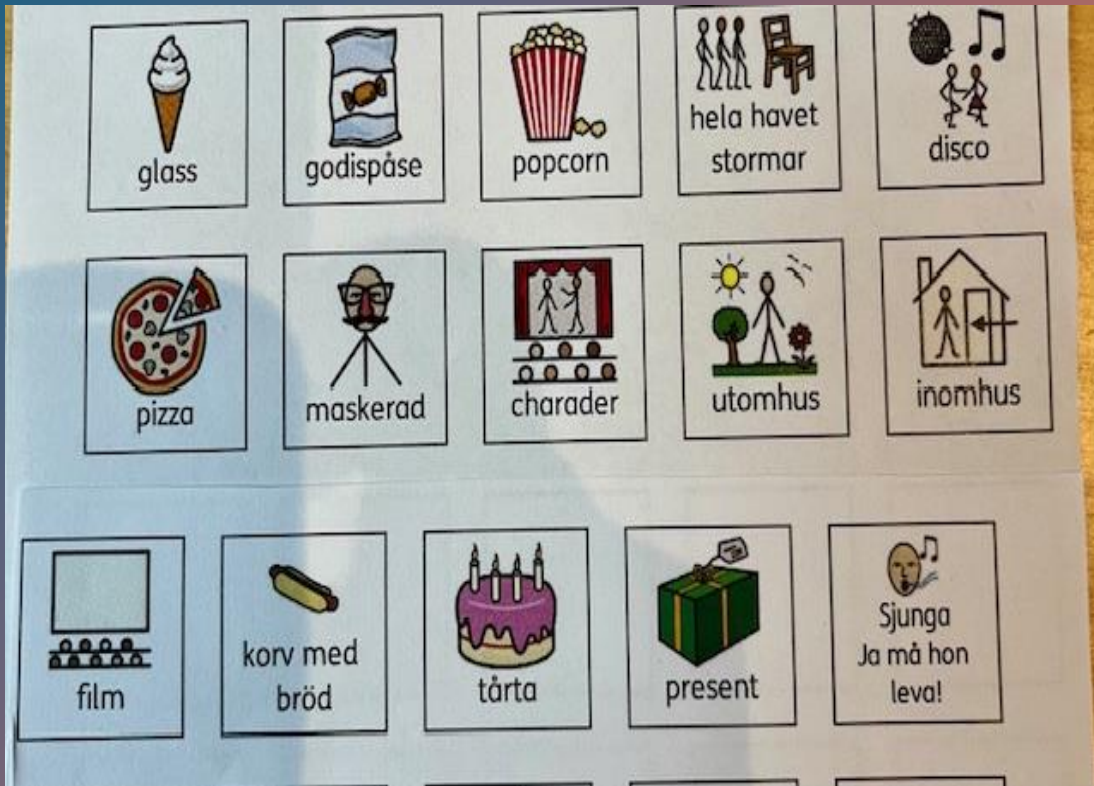 glass
godispåse
popcorn
hela havet
stormar
disco
pizza
maskerad
charader
utomhus
inomhus
film
korv med
bröd
tårta
present
Sjunga
Ja må hon
leva!